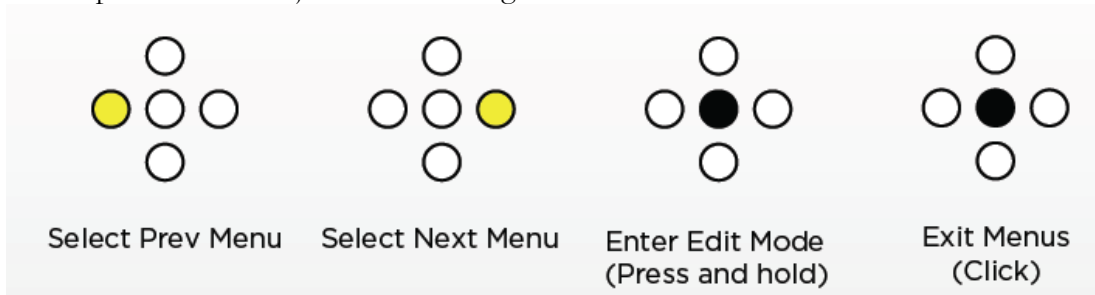 Select Prev Menu
Select Next Menu
Enter Edit Mode
(Press and hold)
Exit Menus
(Click)